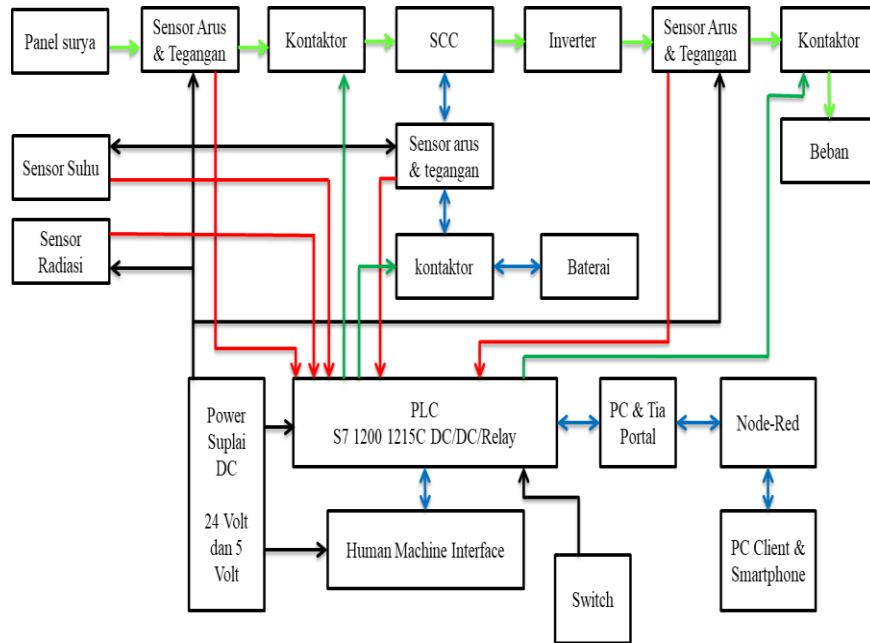 Panel surya
Sensor Arus
& Tegangan
Kontaktor
SCC
Inverter
Sensor Arus
& Tegangan
Kontaktor
Sensor Suhu
Sensor arus
& tegangan
Beban
Sensor
Radiasi
kontaktor
Baterai
Power
Suplai
DC
24 Volt
dan 5
Volt
PLC
S7 1200 1215C DC/DC/Relay
PC & Tia
Portal
Node-Red
Human Machine Interface
Switch
PC Client &
Smartphone